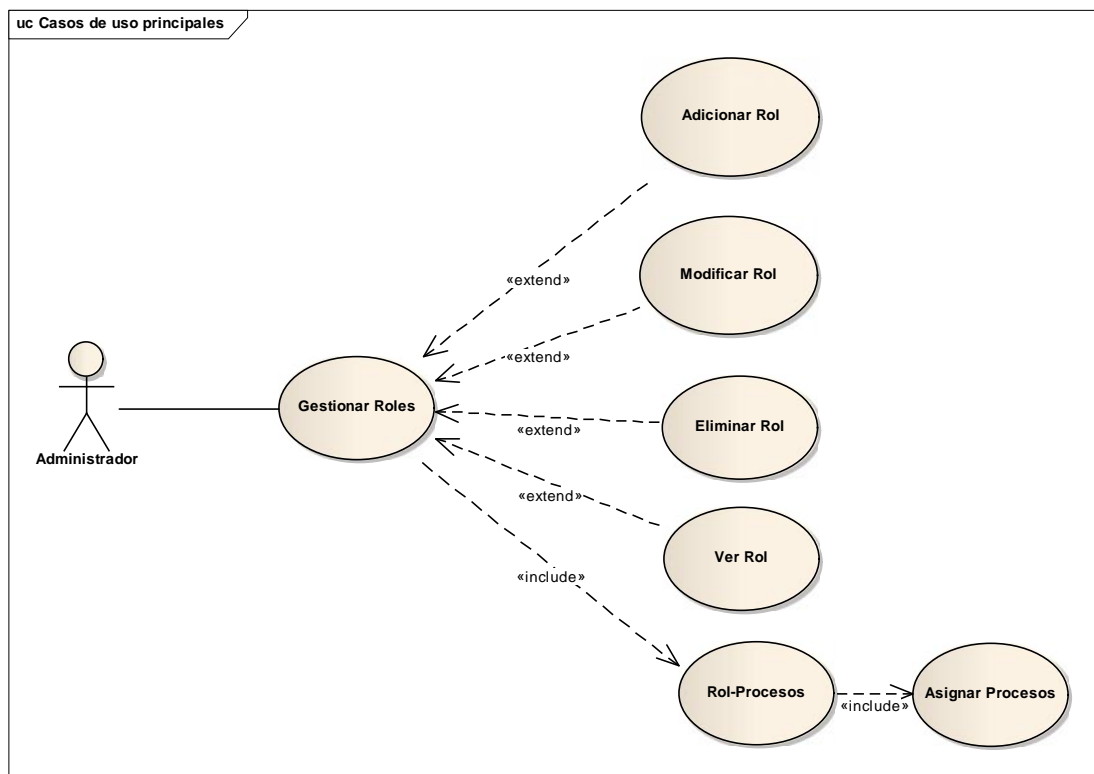 uc Casos de uso principales
Adicionar Rol
«extend»
Modificar Rol
«extend»
Gestionar Roles
Eliminar Rol
«extend»
Administrador
«extend»
Ver Rol
«include»
Rol-Procesos
«include»
Asignar Procesos